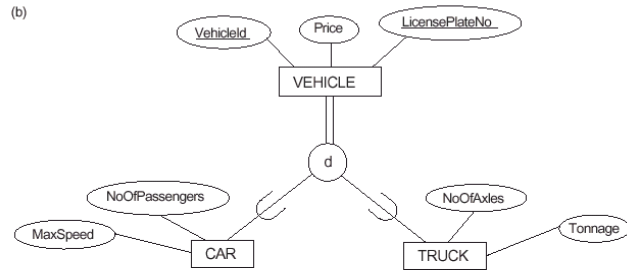 (b)
VehicleId
Price
LicensePlateNo
VEHICLE
d
NoOfPassengers
NoOfAxles
MaxSpeed
Tonnage
CAR
TRUCK